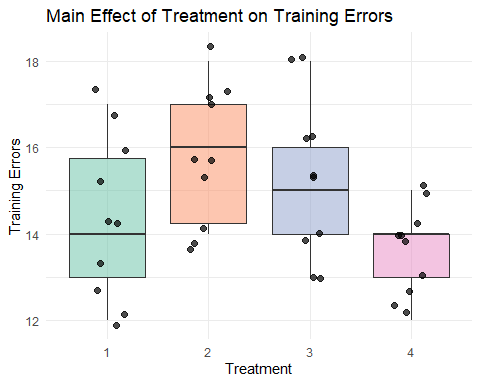 Main Effect of Treatment on Training Errors
Training Errors
18
16
14
12
1 2 3 4
Treatment